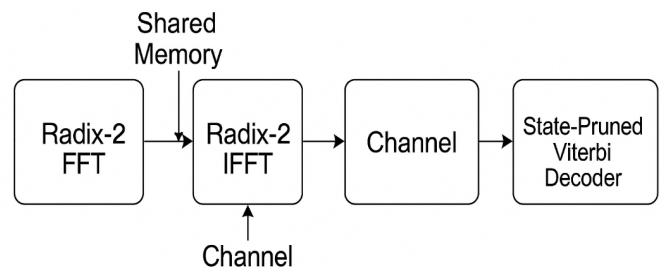 Shared
Memory
Radix-2
FFT
Radix-2
IFFT
Channel
State-Pruned
Viterbi
Decoder
Channel